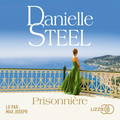 Danielle
STEEL
Prisonnière
LU PAR :
MAX JOSEPH
LIZZIE